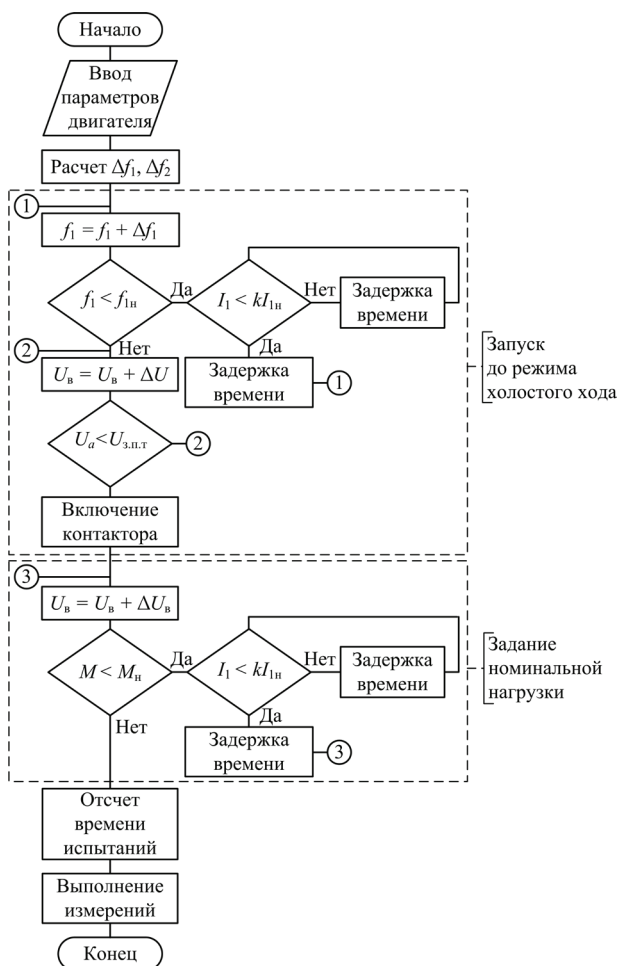 Начало
Ввод
параметров
двигателя
Расчет Δf₁, Δf₂
1
f₁ = f₁ + Δf₁
f₁ < f₁н
Да
I₁ < kI₁н
Нет
Задержка
времени
2
Нет
Да
Uв = Uв + ΔU
Задержка
времени
1
Запуск
до режима
холостого хода
Uа<Uз.п.т
2
Включение
контактора
3
Uв = Uв + ΔUв
M < Mн
Да
I₁ < kI₁н
Нет
Задержка
времени
Задание
номинальной
нагрузки
Нет
Да
Задержка
времени
3
Отсчет
времени
испытаний
Выполнение
измерений
Конец